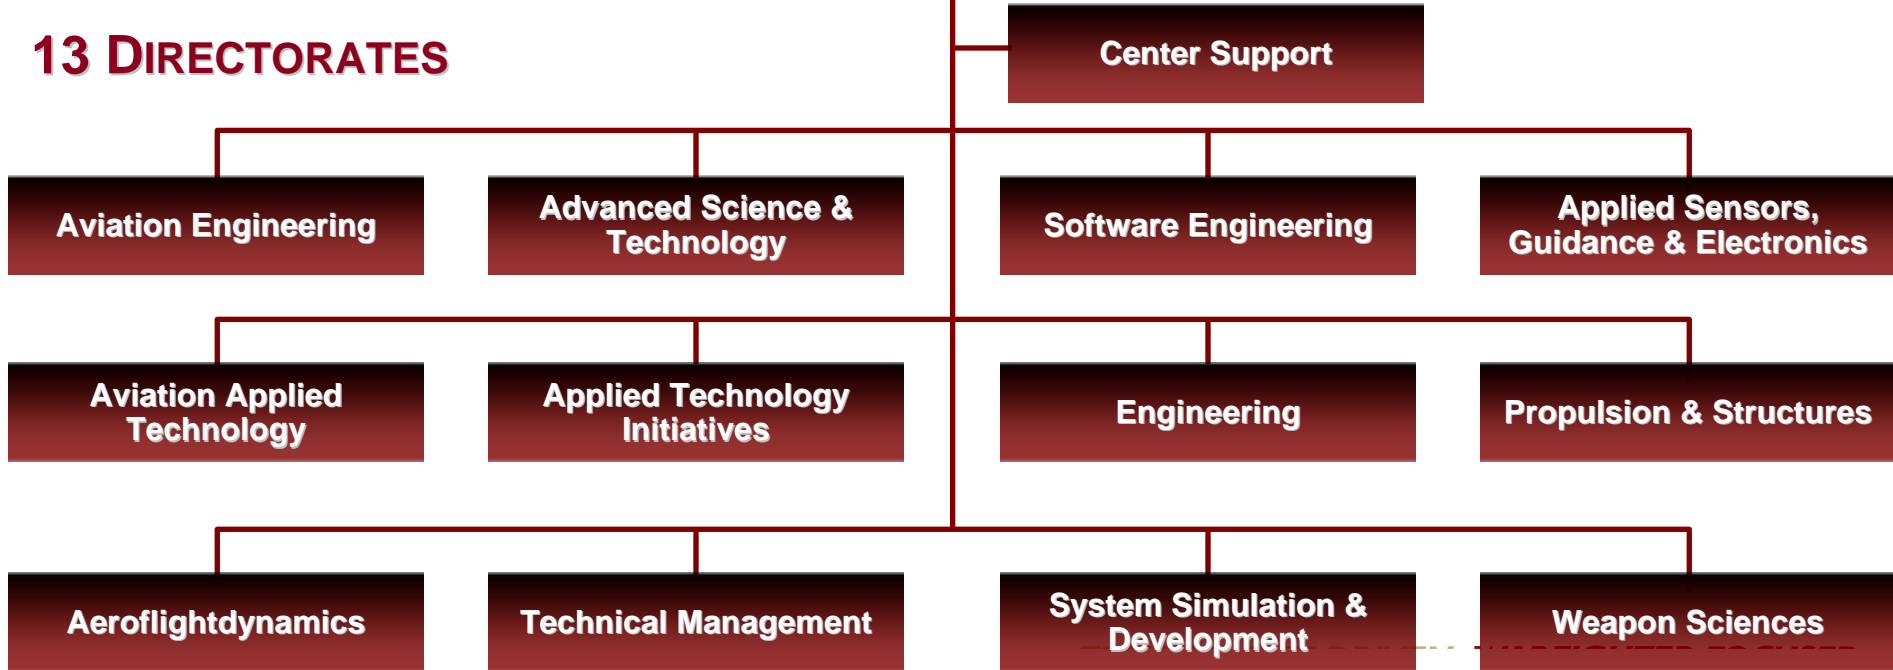 13 DIRECTORATES
Center Support
Aviation Engineering
Advanced Science &
Technology
Software Engineering
Applied Sensors,
Guidance & Electronics
Aviation Applied
Technology
Applied Technology
Initiatives
Engineering
Propulsion & Structures
Aeroflightdynamics
Technical Management
System Simulation &
Development
Weapon Sciences